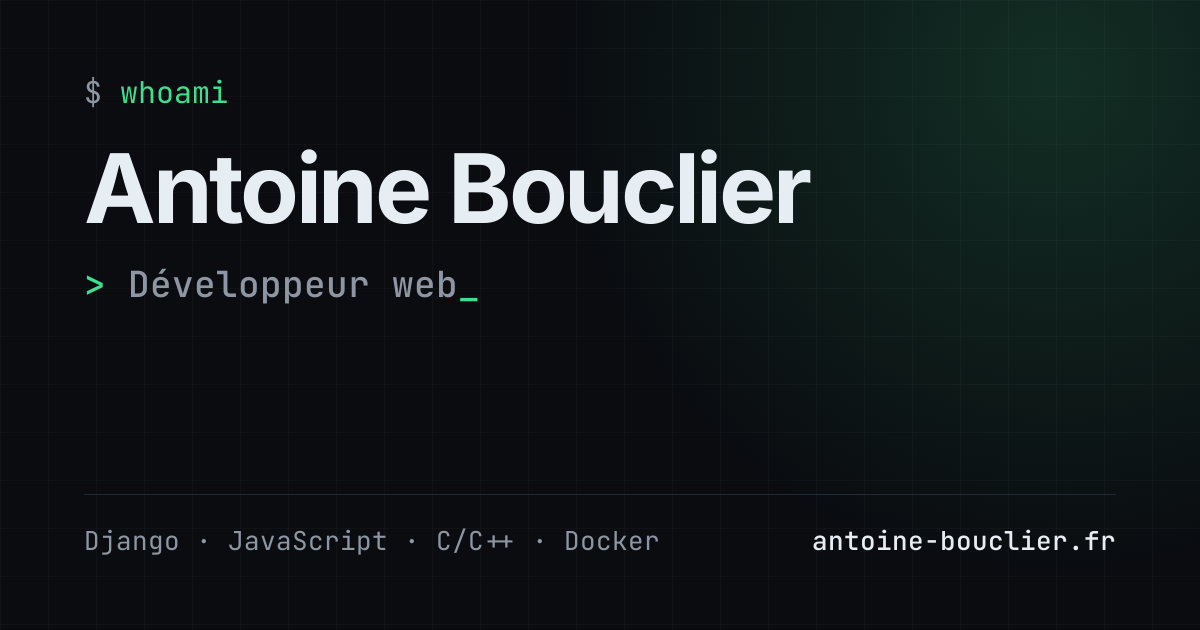 $ whoami
Antoine Bouclier
> Développeur web_
Django · JavaScript · C/C++ · Docker
antoine-bouclier.fr